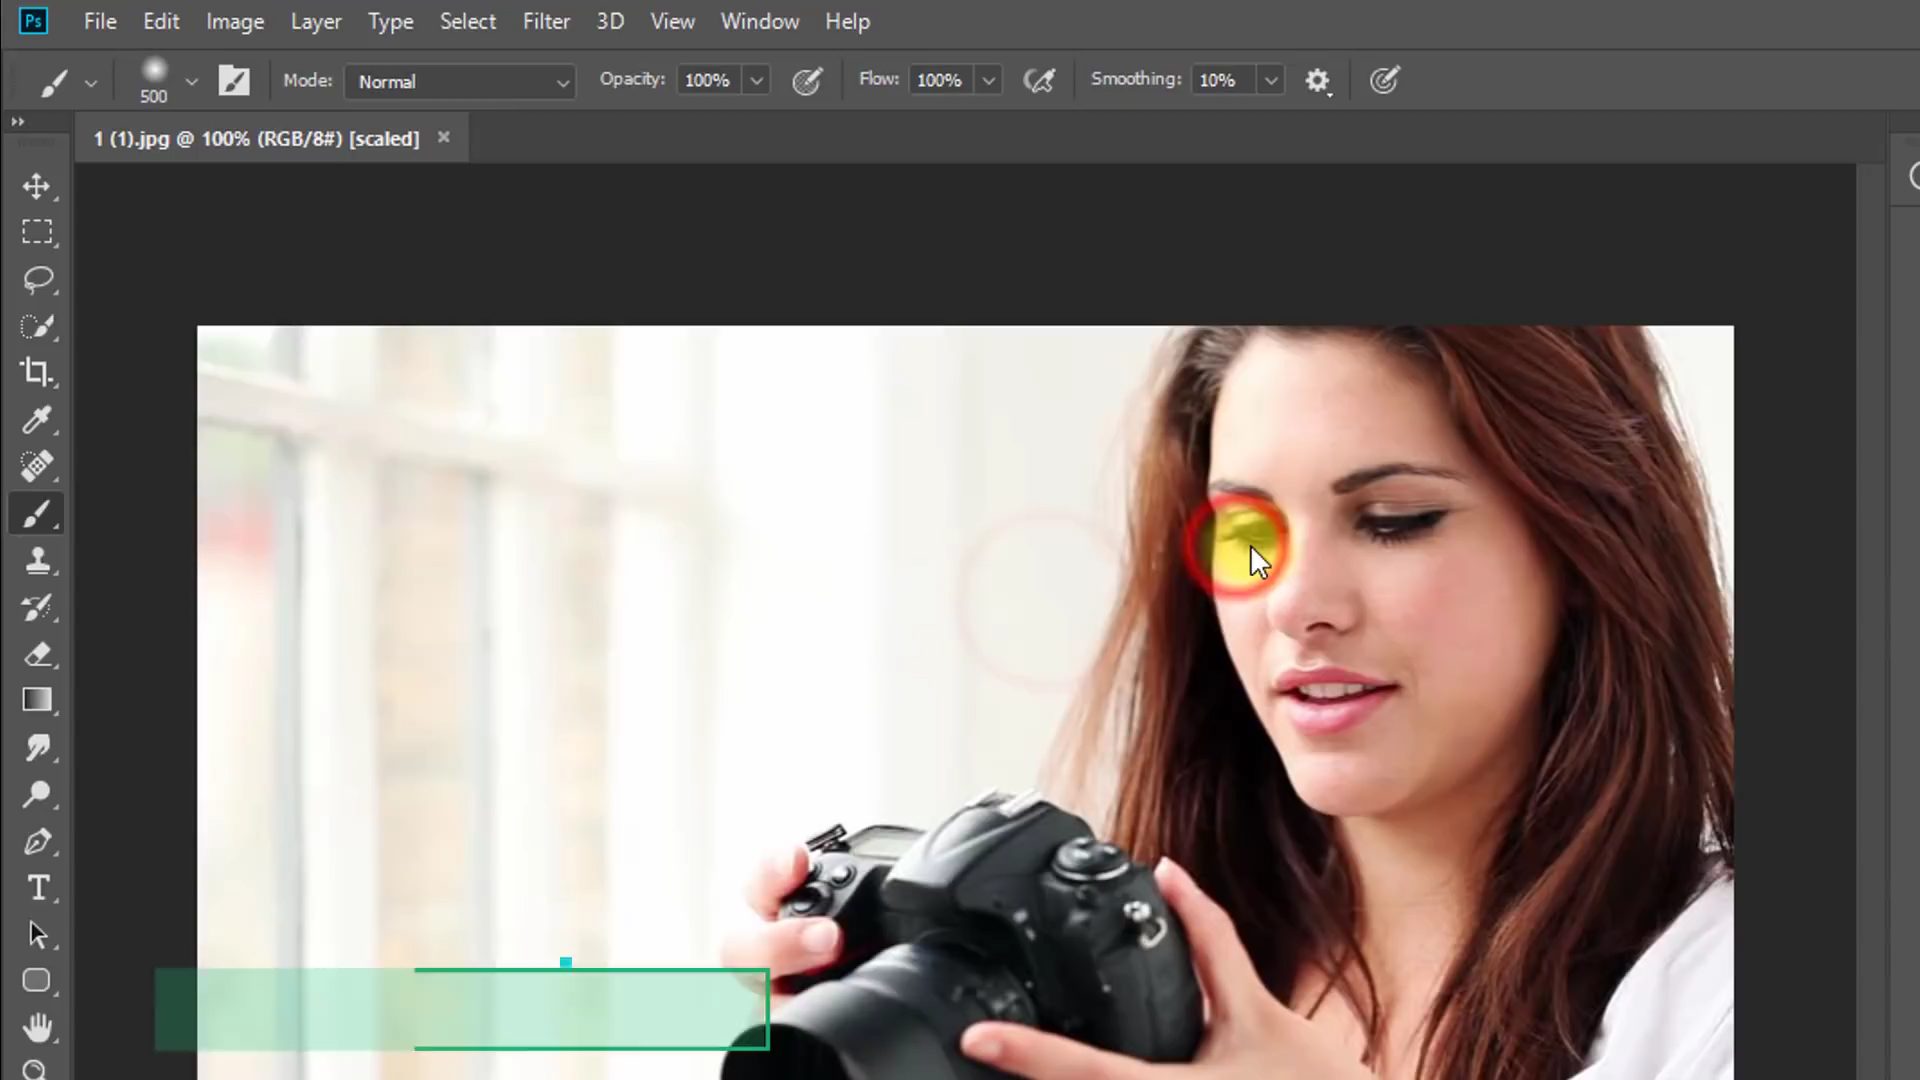 Ps File Edit Image Layer Type Select Filter 3D View Window Help
500 Mode: Normal Opacity: 100% Flow: 100% Smoothing: 10%
1 (1).jpg @ 100% (RGB/8#) [scaled] ×
T